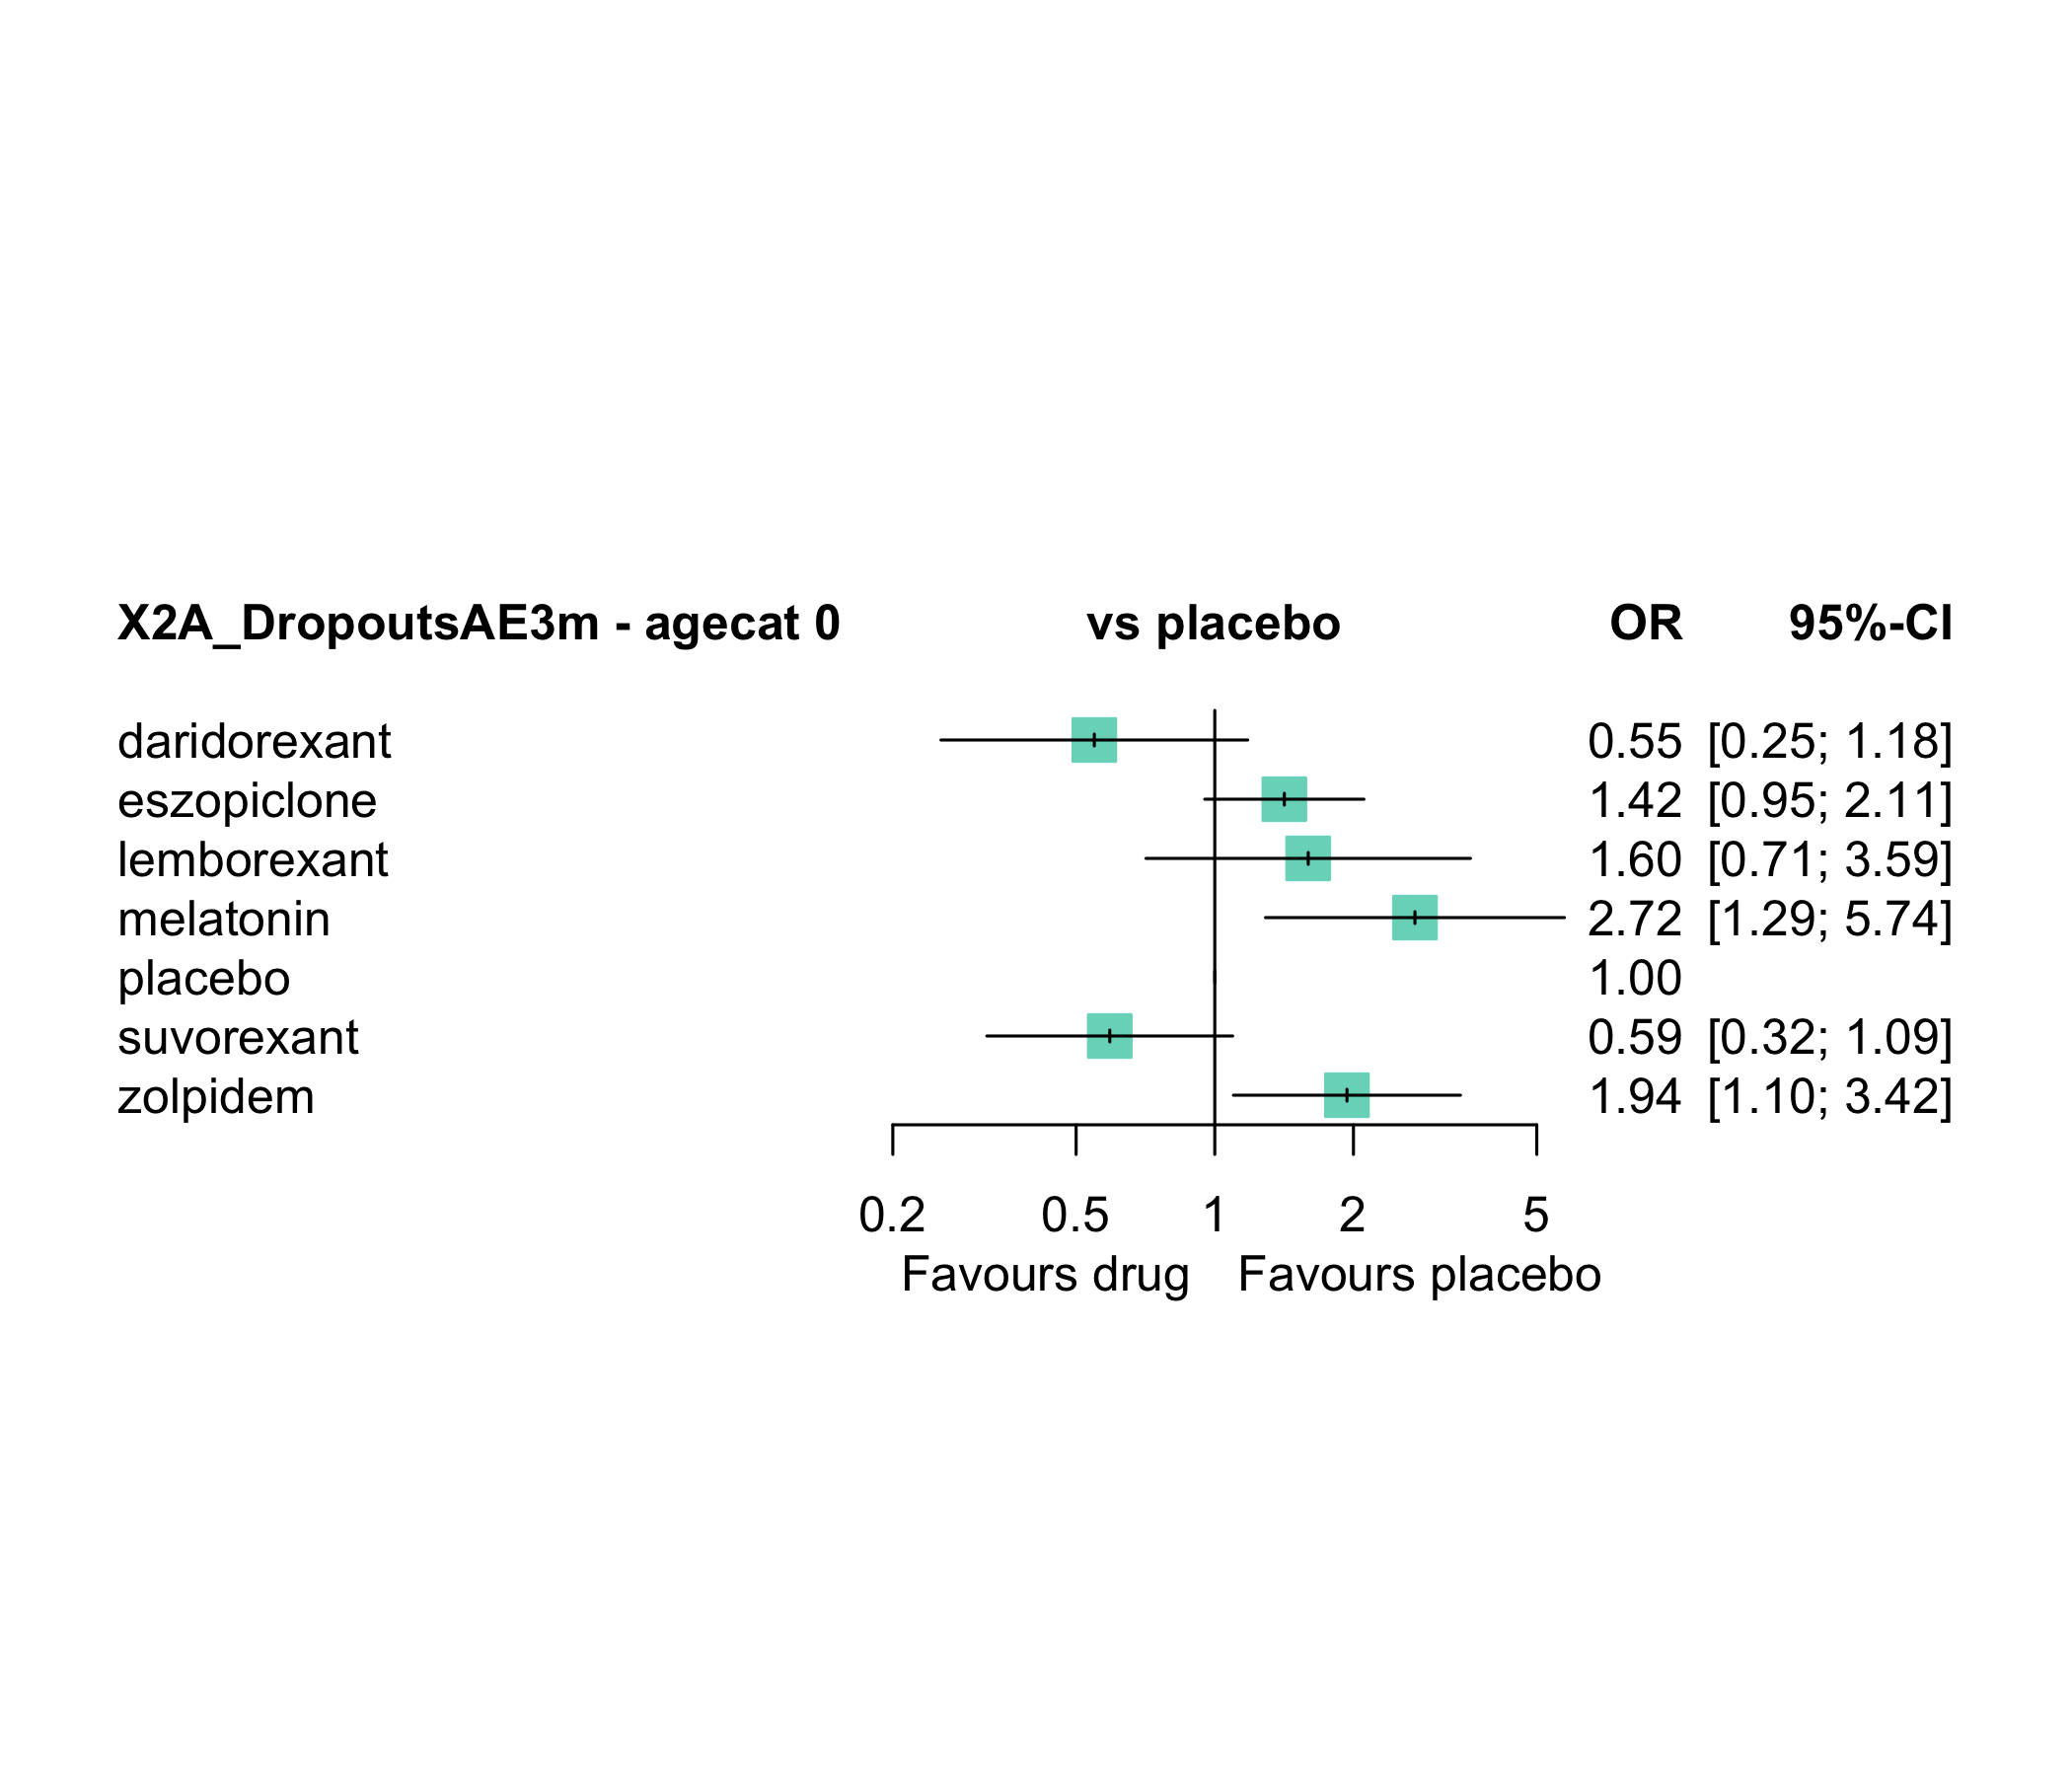 X2A_DropoutsAE3m - agecat 0 vs placebo OR 95%-CI
daridorexant 0.55 [0.25; 1.18]
eszopiclone 1.42 [0.95; 2.11]
lemborexant 1.60 [0.71; 3.59]
melatonin 2.72 [1.29; 5.74]
placebo 1.00
suvorexant 0.59 [0.32; 1.09]
zolpidem 1.94 [1.10; 3.42]
0.2 0.5 1 2 5
Favours drug Favours placebo